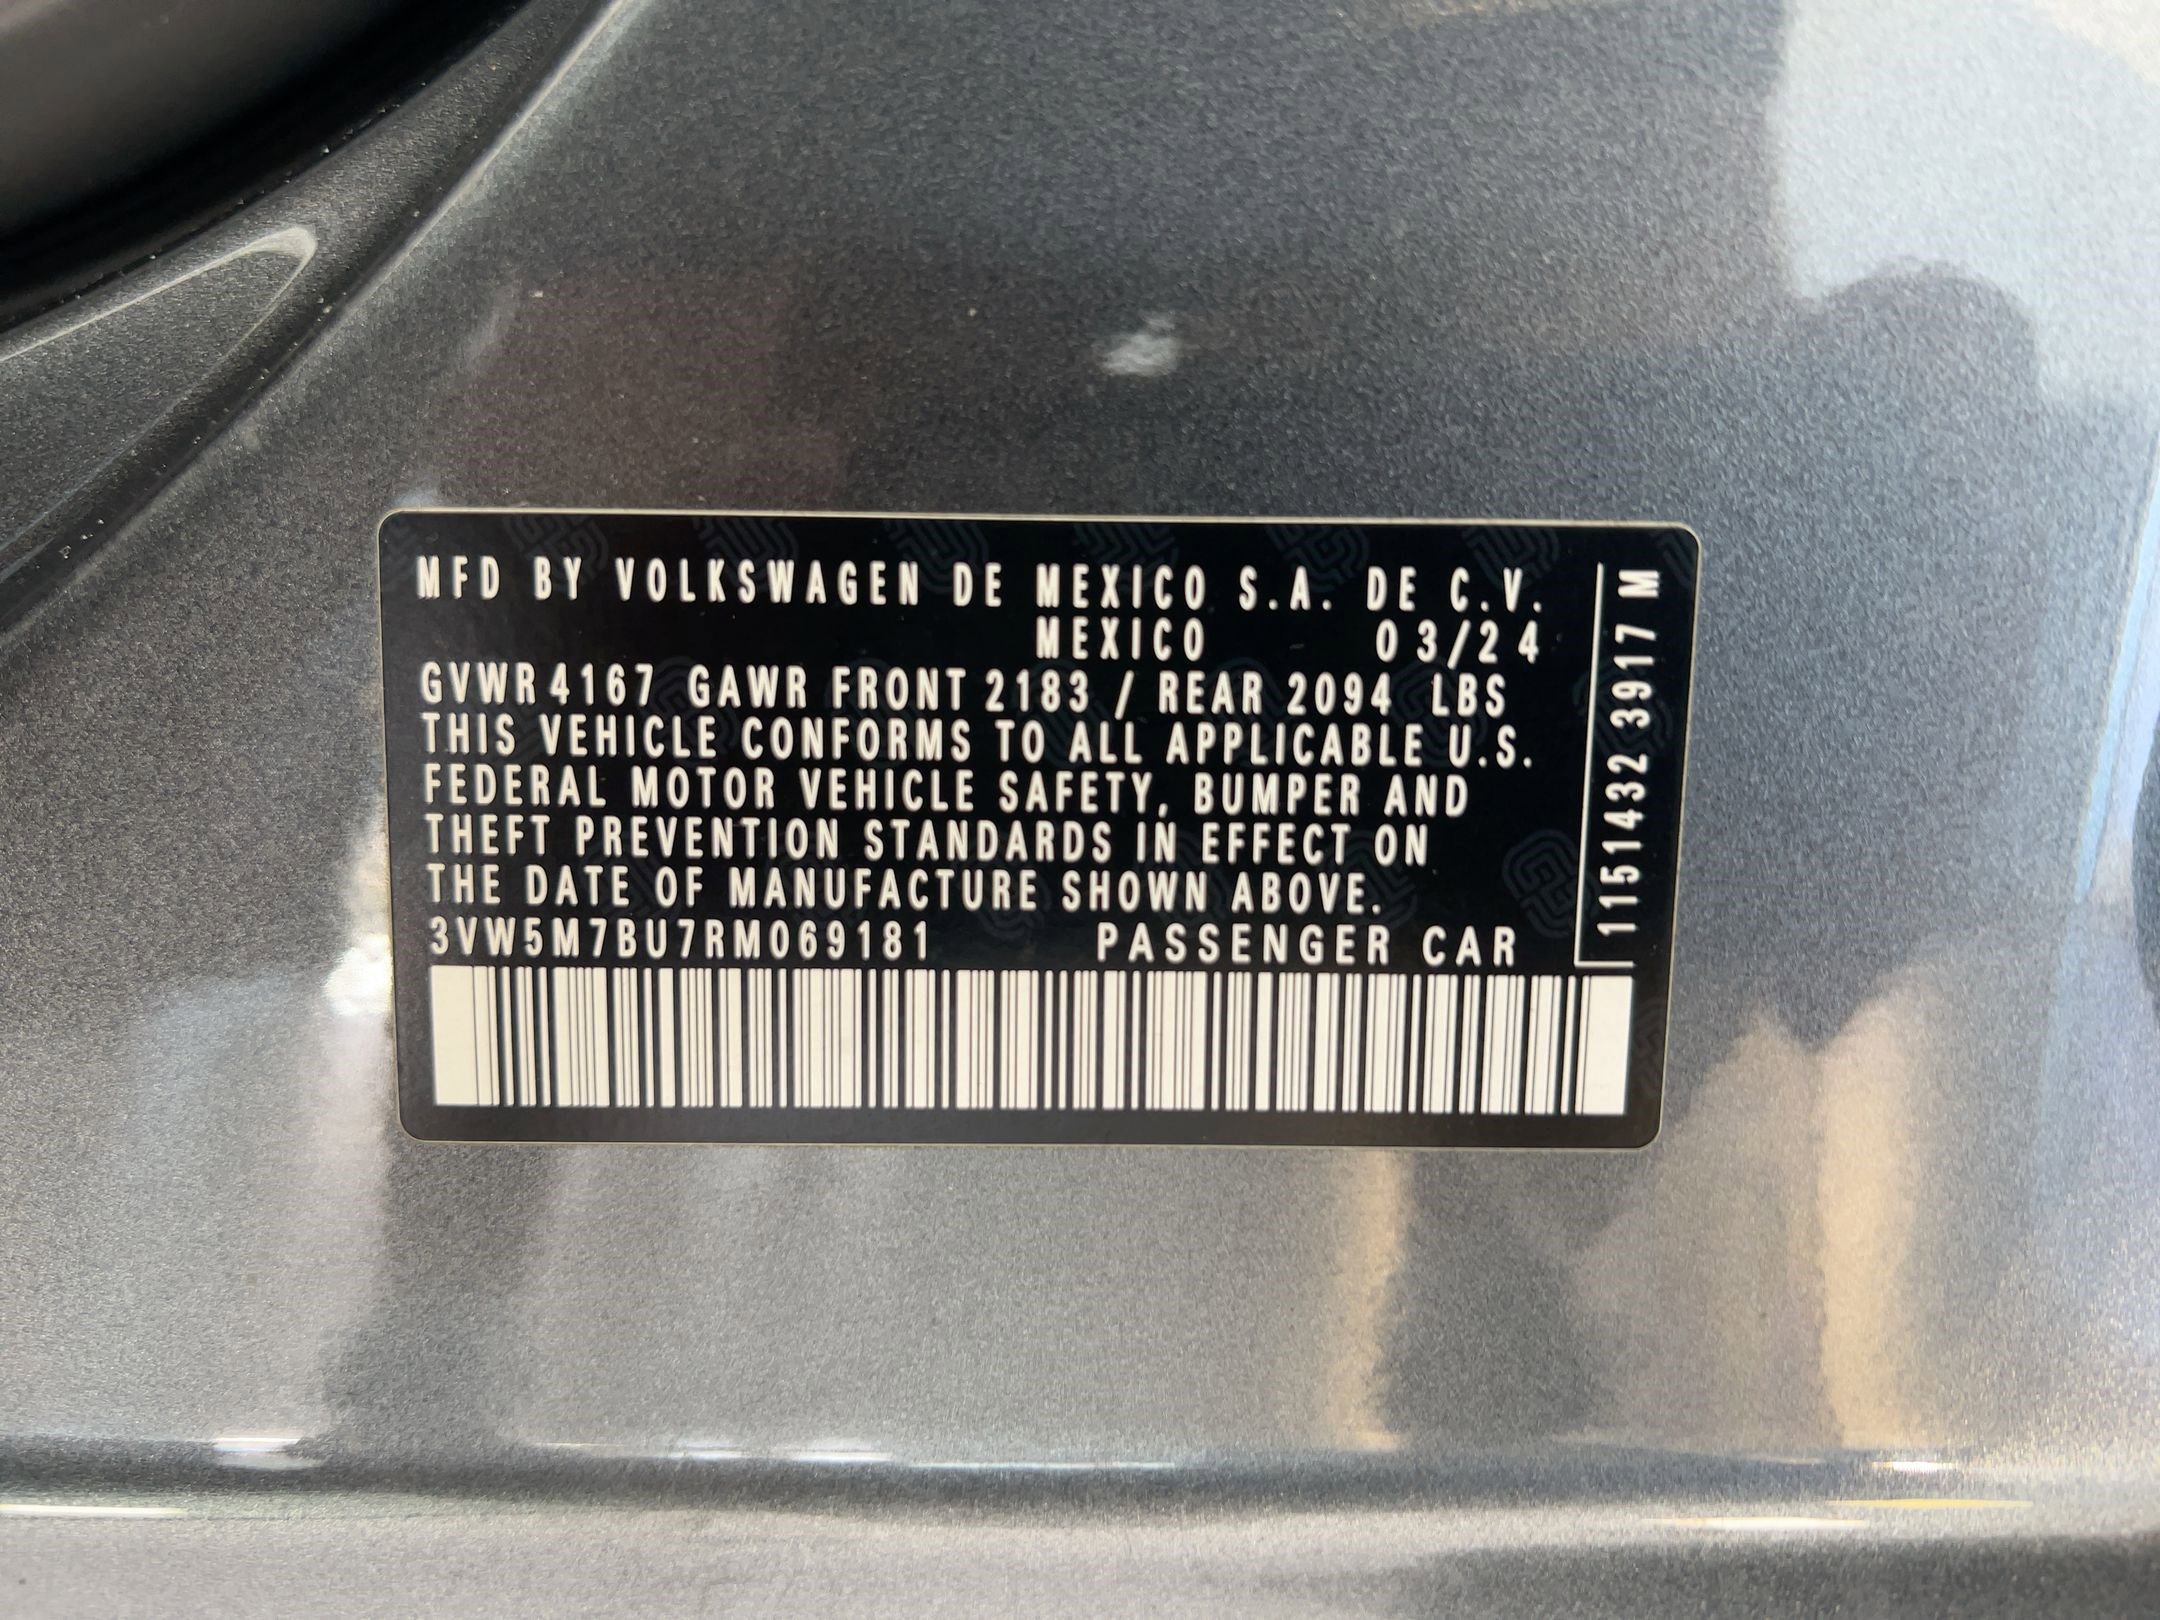 MFD BY VOLKSWAGEN DE MEXICO S.A. DE C.V.
MEXICO 03/24
GVWR 4167 GAWR FRONT 2183 / REAR 2094 LBS
THIS VEHICLE CONFORMS TO ALL APPLICABLE U.S.
FEDERAL MOTOR VEHICLE SAFETY, BUMPER AND
THEFT PREVENTION STANDARDS IN EFFECT ON
THE DATE OF MANUFACTURE SHOWN ABOVE.
3VW5M7BU7RM069181 PASSENGER CAR
1151432 3917 M